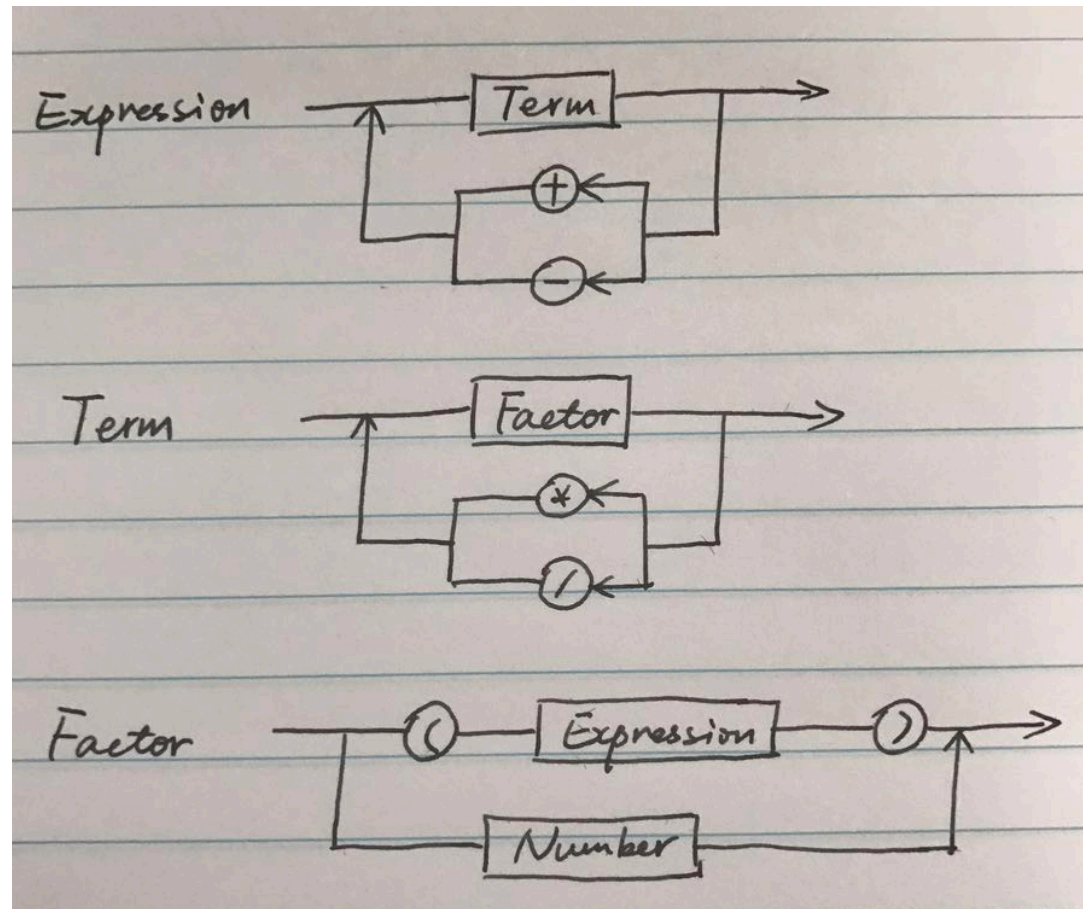 Expression Term
+
-
Term Factor
*
/
Factor ( Expression )
Number